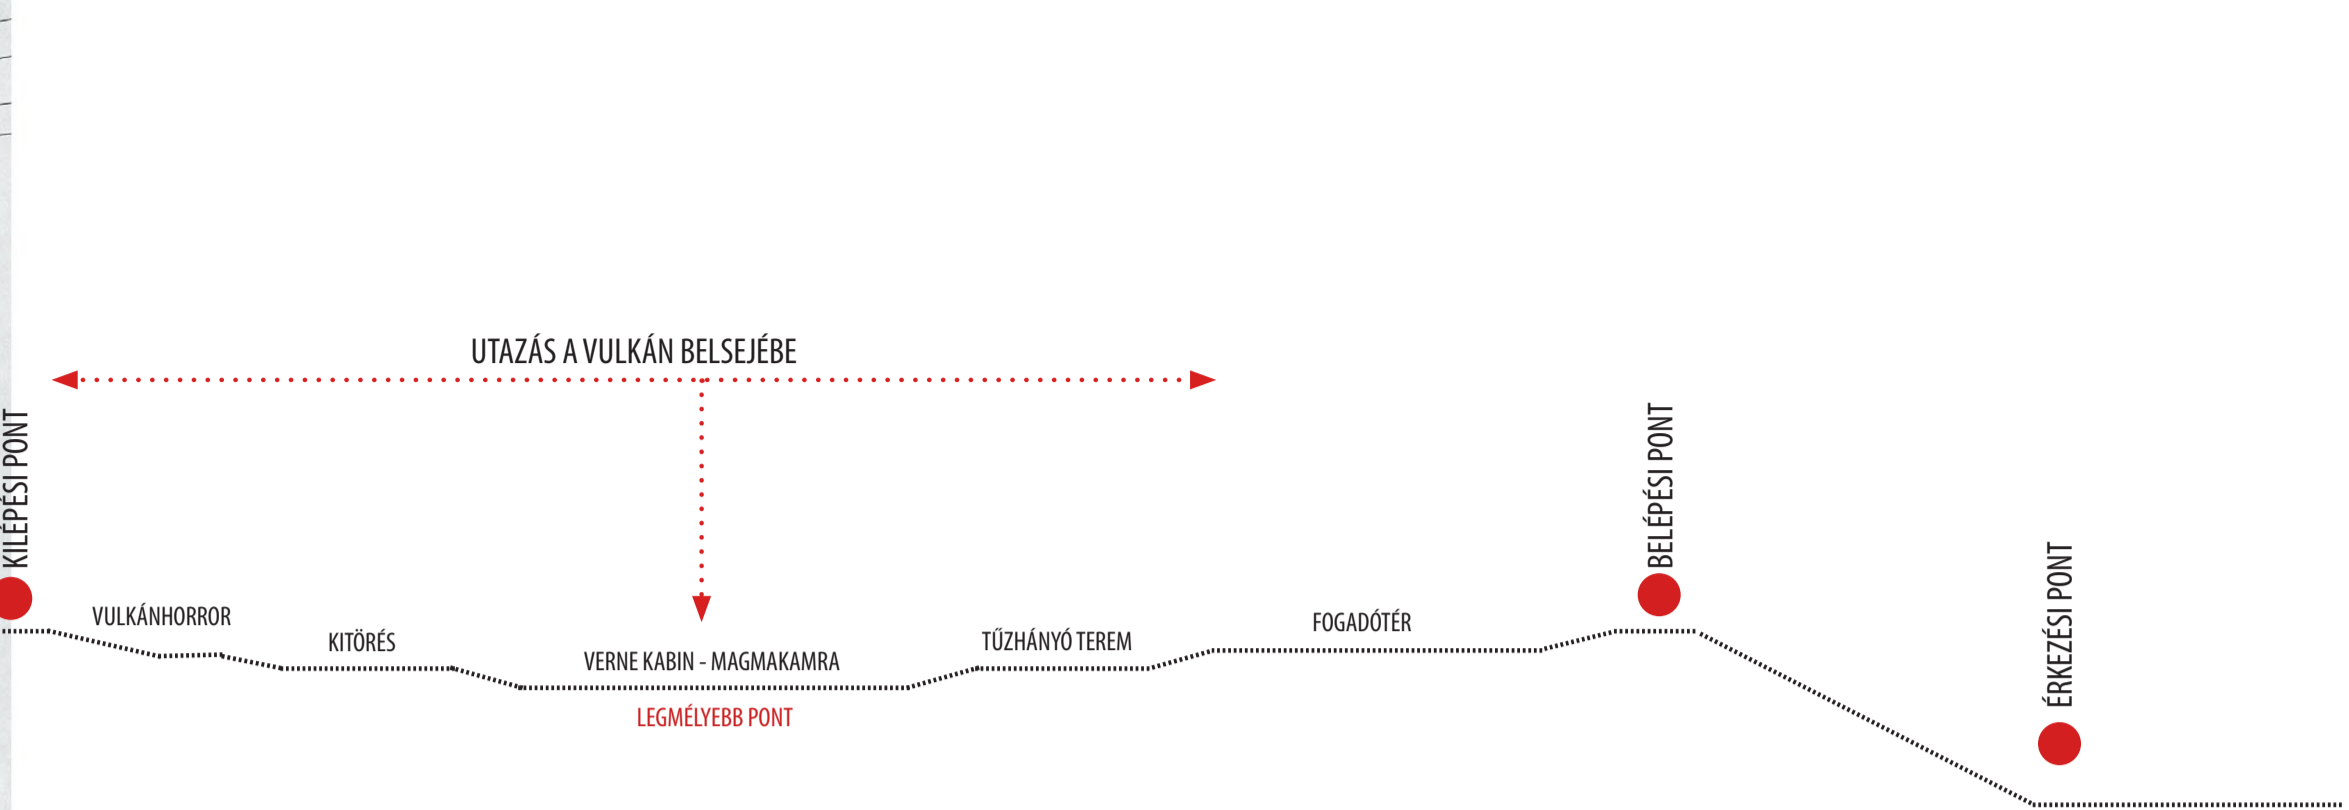 UTAZÁS A VULKÁN BELSEJÉBE
KILÉPÉSI PONT
BELÉPÉSI PONT
ÉRKEZÉSI PONT
VULKÁNHORROR
KITÖRÉS
VERNE KABIN - MAGMAKAMRA
TŰZHÁNYÓ TEREM
FOGADÓTÉR
LEGMÉLYEBB PONT